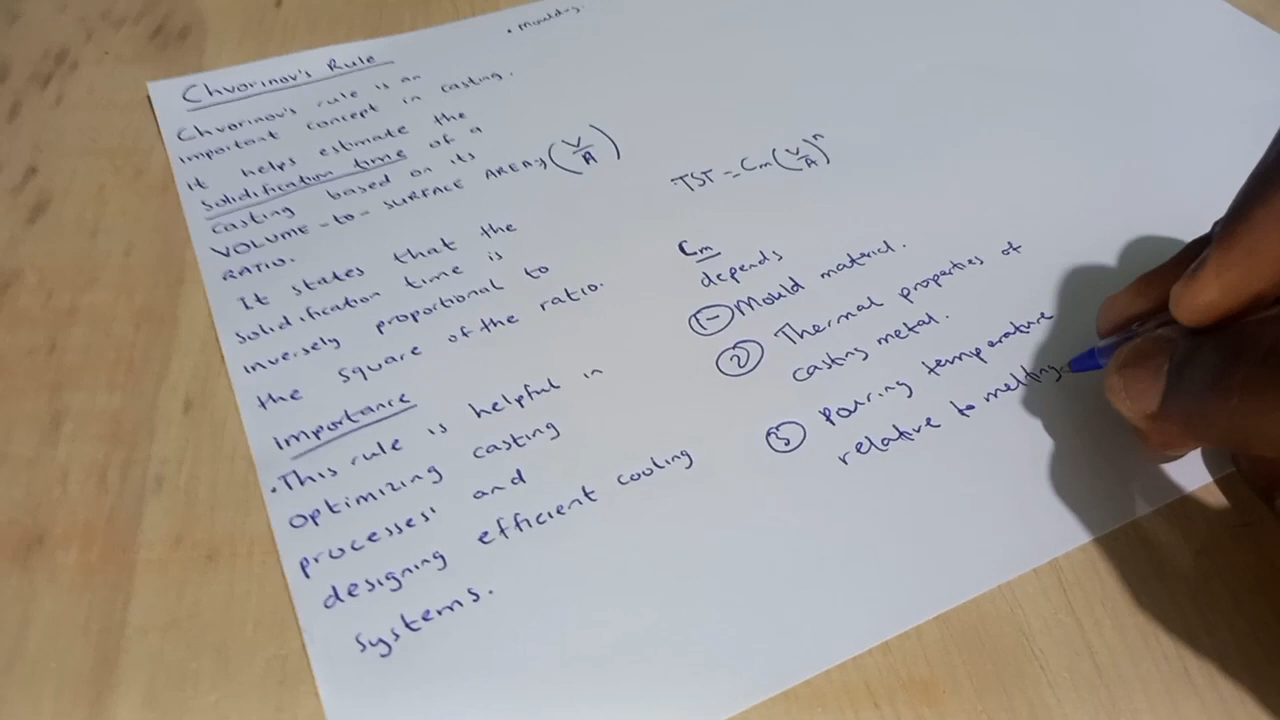 • Moulding.
Chvorinov's Rule
Chvorinov's rule is an
important concept in casting.
it helps estimate the
solidification time of a
casting based on its
VOLUME-to-SURFACE AREA, (V/A)
RATIO.
It states that the
solidification time is
inversely proportional to
the square of the ratio.
importance
• This rule is helpful in
optimizing casting
processes and
designing efficient cooling
systems.
TST = Cm(V/A)^n
Cm
depends
1- Mould material.
2 Thermal properties of
casting metal.
3 Pouring temperature
relative to melting